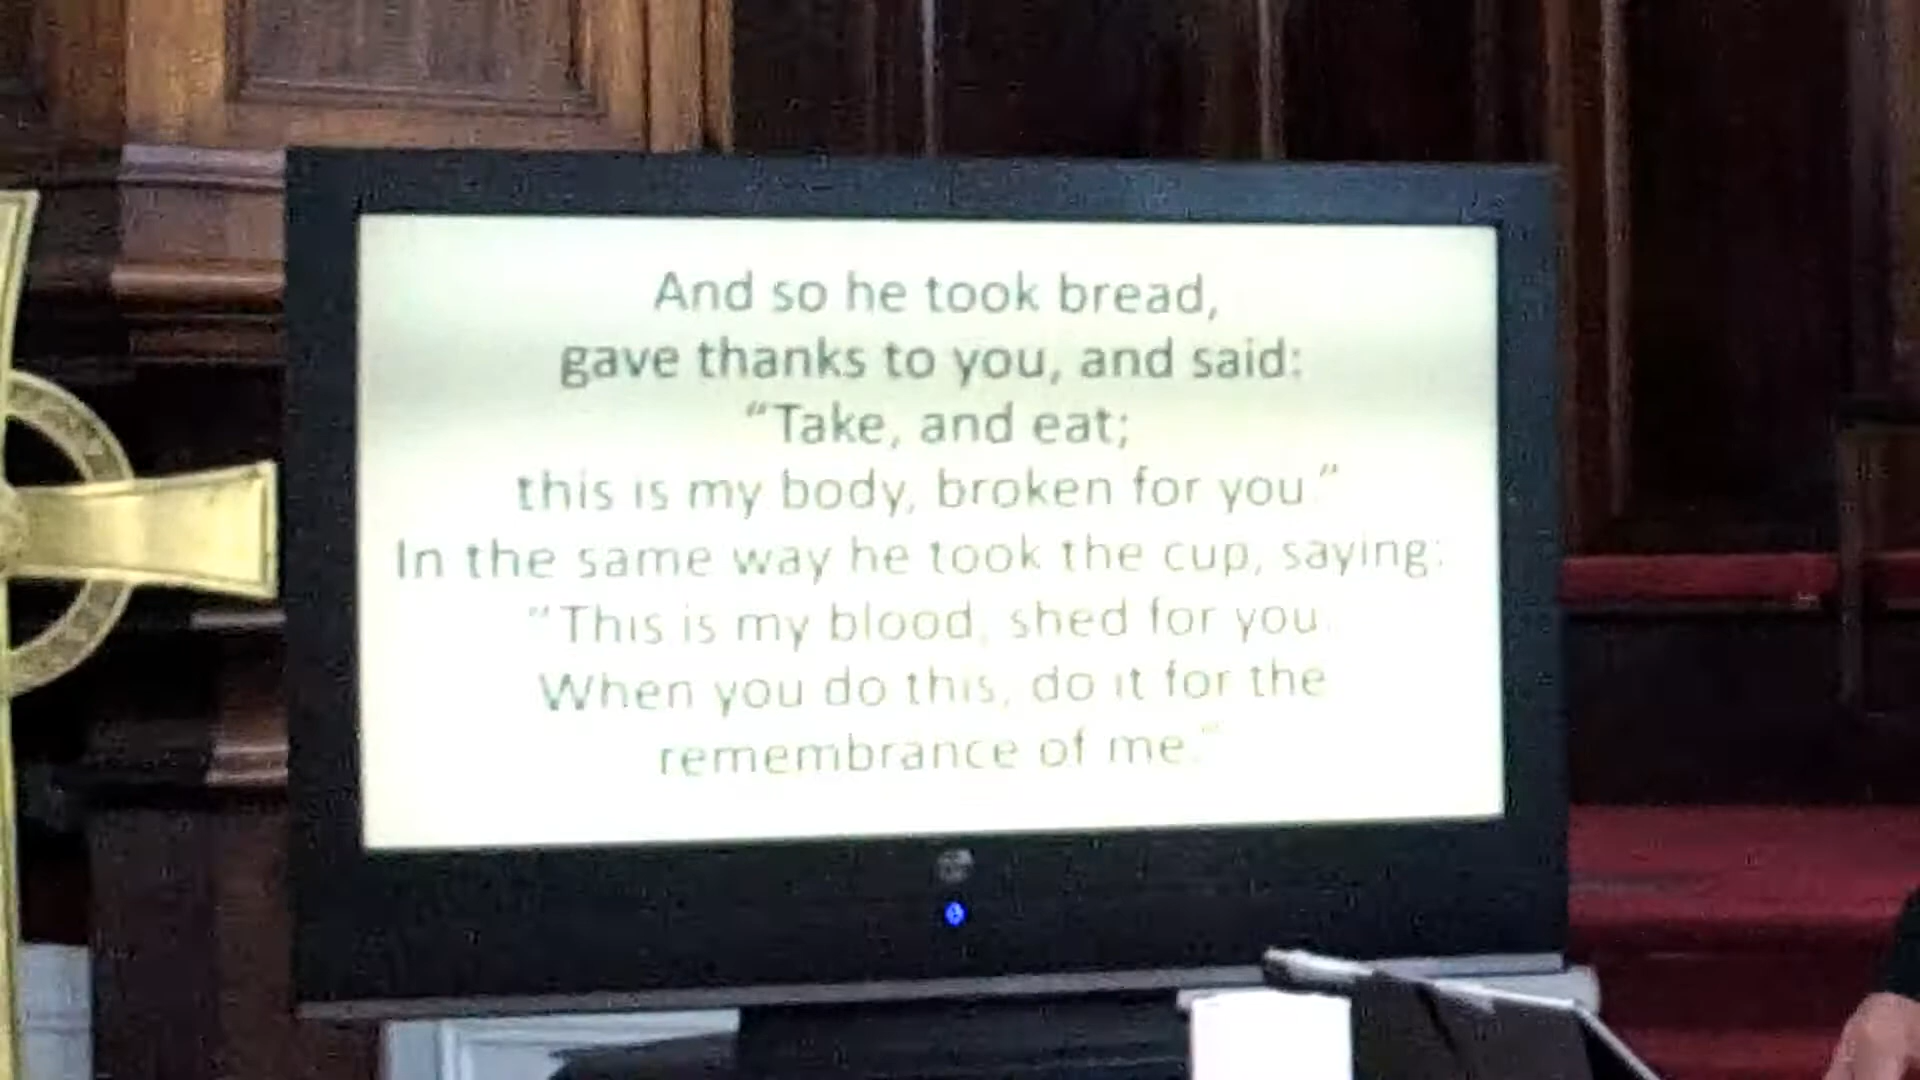 And so he took bread,
gave thanks to you, and said:
“Take, and eat;
this is my body, broken for you.”
In the same way he took the cup, saying:
“This is my blood, shed for you.
When you do this, do it for the
remembrance of me.”